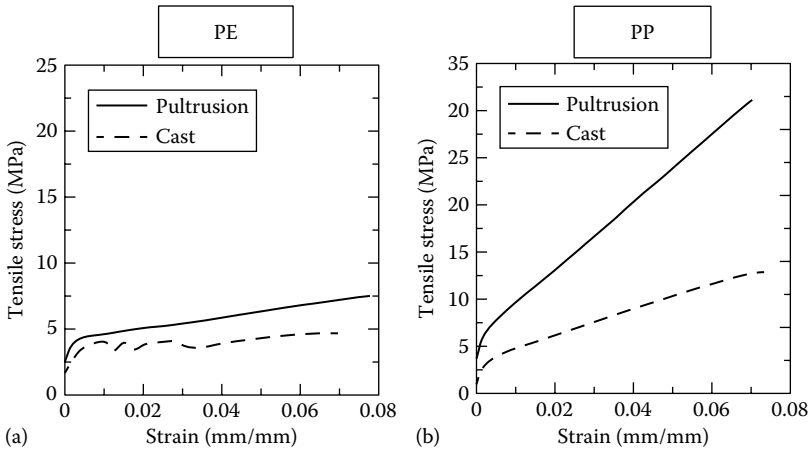 PE
25
20
15
10
5
0
Tensile stress (MPa)
Pultrusion
Cast
0
0.02
0.04
0.06
0.08
Strain (mm/mm)
(a)
PP
35
30
25
20
15
10
5
0
Tensile stress (MPa)
Pultrusion
Cast
0
0.02
0.04
0.06
0.08
Strain (mm/mm)
(b)